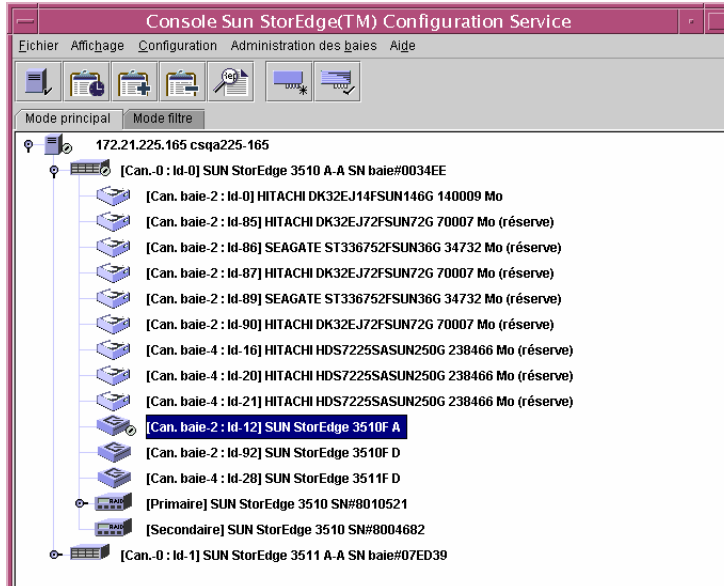 Console Sun StorEdge(TM) Configuration Service
Fichier Affichage Configuration Administration des baies Aide
Rep
Mode principal Mode filtre
172.21.225.165 csqa225-165
[Can.-0 : Id-0] SUN StorEdge 3510 A-A SN baie#0034EE
[Can. baie-2 : Id-0] HITACHI DK32EJ14FSUN146G 140009 Mo
[Can. baie-2 : Id-85] HITACHI DK32EJ72FSUN72G 70007 Mo (réserve)
[Can. baie-2 : Id-86] SEAGATE ST336752FSUN36G 34732 Mo (réserve)
[Can. baie-2 : Id-87] HITACHI DK32EJ72FSUN72G 70007 Mo (réserve)
[Can. baie-2 : Id-89] SEAGATE ST336752FSUN36G 34732 Mo (réserve)
[Can. baie-2 : Id-90] HITACHI DK32EJ72FSUN72G 70007 Mo (réserve)
[Can. baie-4 : Id-16] HITACHI HDS7225SASUN250G 238466 Mo (réserve)
[Can. baie-4 : Id-20] HITACHI HDS7225SASUN250G 238466 Mo (réserve)
[Can. baie-4 : Id-21] HITACHI HDS7225SASUN250G 238466 Mo (réserve)
[Can. baie-2 : Id-12] SUN StorEdge 3510F A
[Can. baie-2 : Id-92] SUN StorEdge 3510F D
[Can. baie-4 : Id-28] SUN StorEdge 3511F D
RAID [Primaire] SUN StorEdge 3510 SN#8010521
RAID [Secondaire] SUN StorEdge 3510 SN#8004682
[Can.-0 : Id-1] SUN StorEdge 3511 A-A SN baie#07ED39